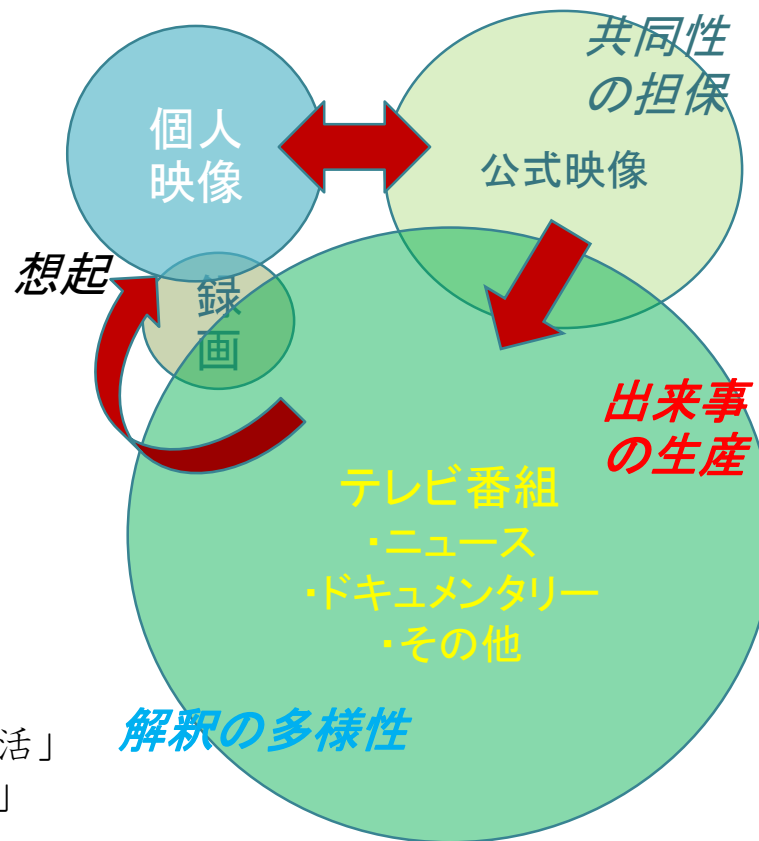 共同性
の担保
個人
映像
公式映像
想起
録
画
出来事
の生産
テレビ番組
・ニュース
・ドキュメンタリー
・その他
解釈の多様性
活」
」